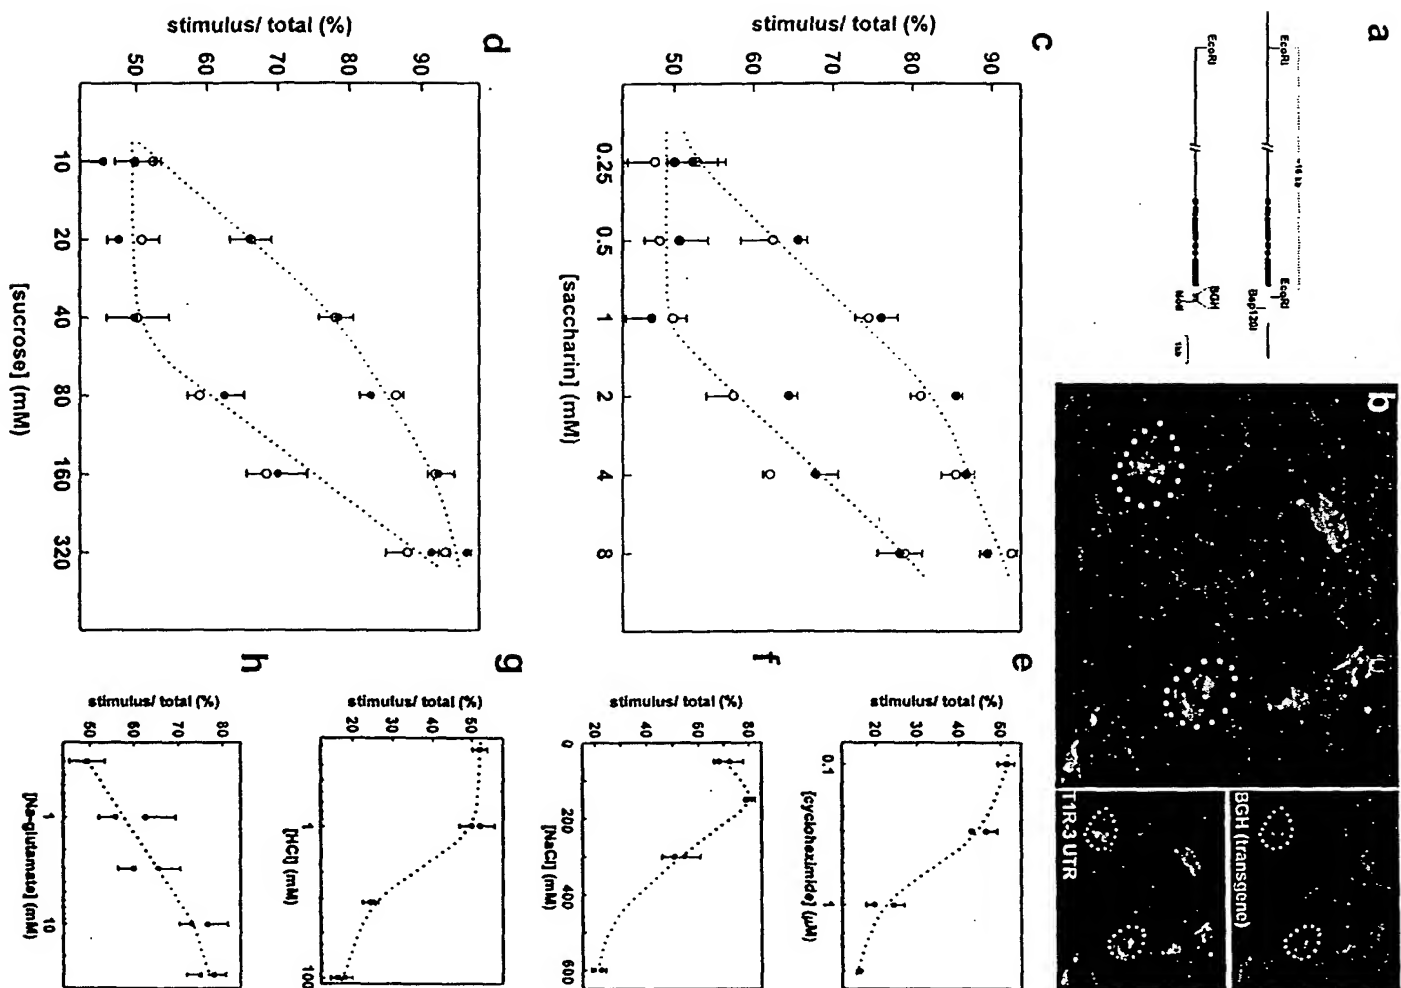 a
EcoRI
EcoRI
~16 kb
EcoRI
Bsp120I
BGH
NotI
1kb
b
BGH (transgene)
T1R-3 UTR
c
stimulus/ total (%)
50
60
70
80
90
0.25
0.5
1
2
4
8
[saccharin] (mM)
d
stimulus/ total (%)
50
60
70
80
90
10
20
40
80
160
320
[sucrose] (mM)
e
stimulus/ total (%)
20
40
60
0.1
1
[cycloheximide] (µM)
f
stimulus/ total (%)
20
40
60
80
0
200
400
600
[NaCl] (mM)
g
stimulus/ total (%)
20
30
40
50
1
100
[HCl] (mM)
h
stimulus/ total (%)
50
60
70
80
1
10
[Na-glutamate] (mM)